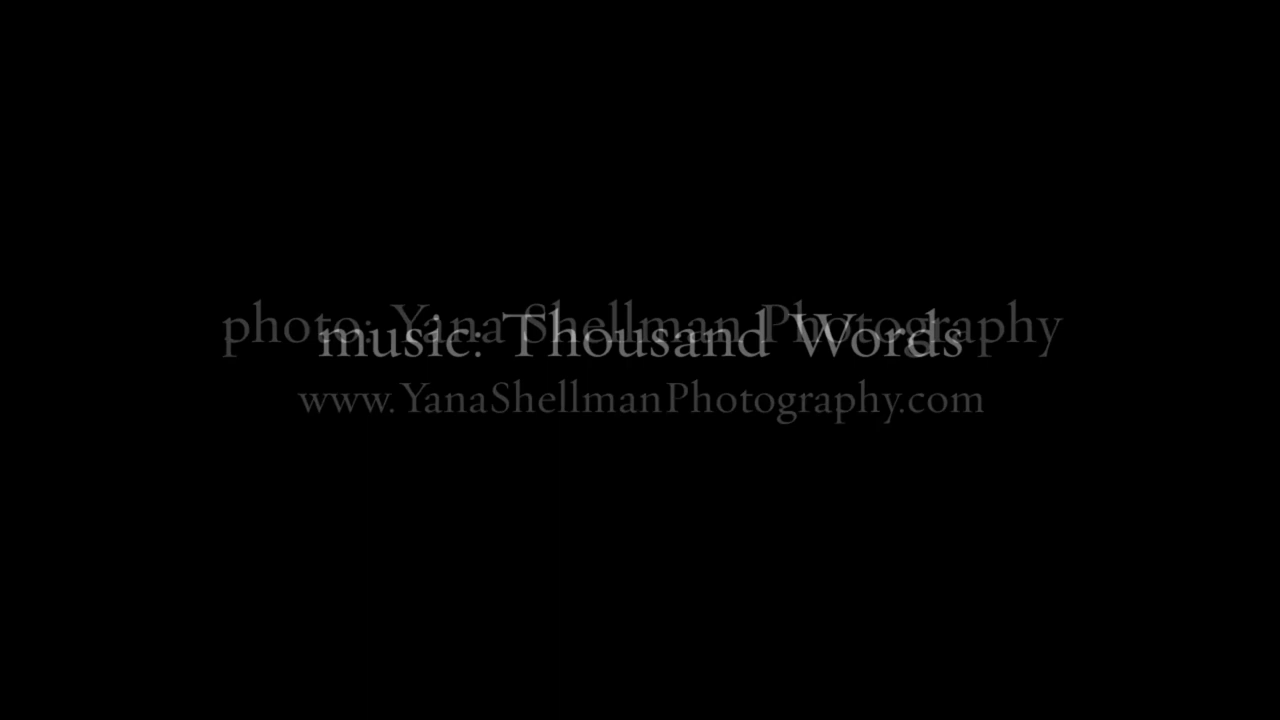 photo: Yana Shellman Photography
music: Thousand Words
www.YanaShellmanPhotography.com